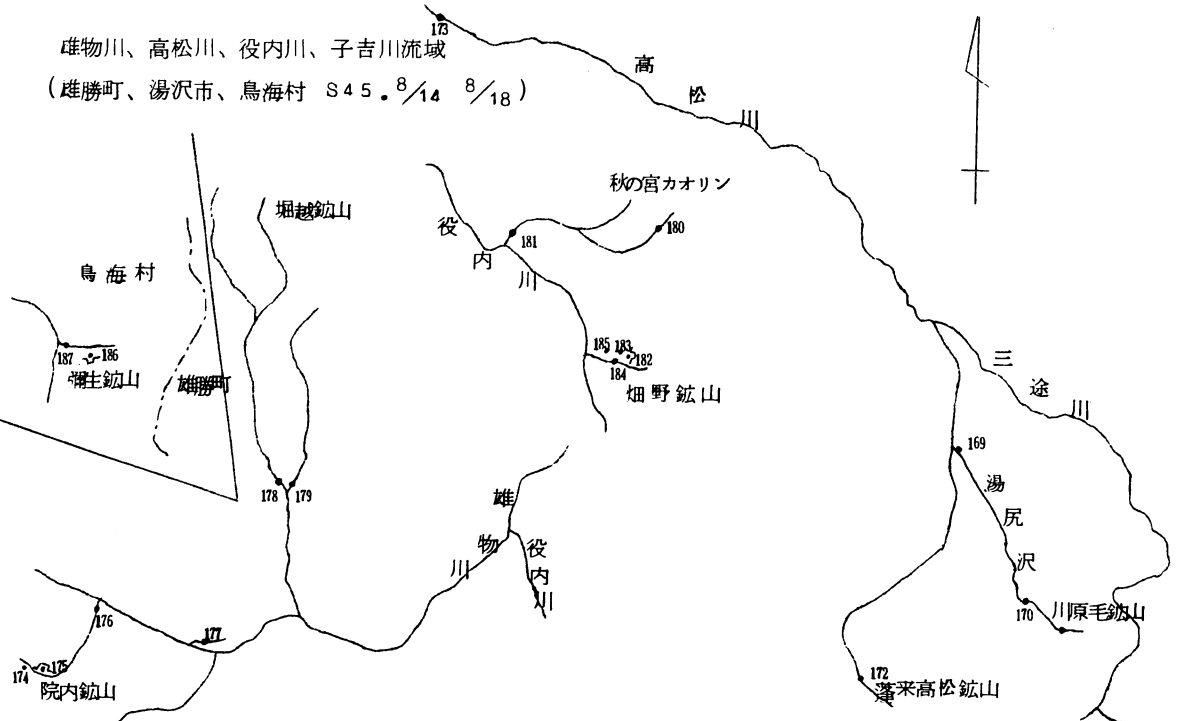 雄物川、高松川、役内川、子吉川流域
(雄勝町、湯沢市、鳥海村 S45.8/14 8/18)
173
高松川
秋の宮カオリン
180
181
役内川
堀越鉱山
鳥海村
187
186
彌生鉱山
雄勝町
185
183
182
184
畑野鉱山
三途川
169
湯尻沢
170
川原毛鉱山
172
蓬来高松鉱山
178
179
雄物川
役内川
176
177
174
175
院内鉱山